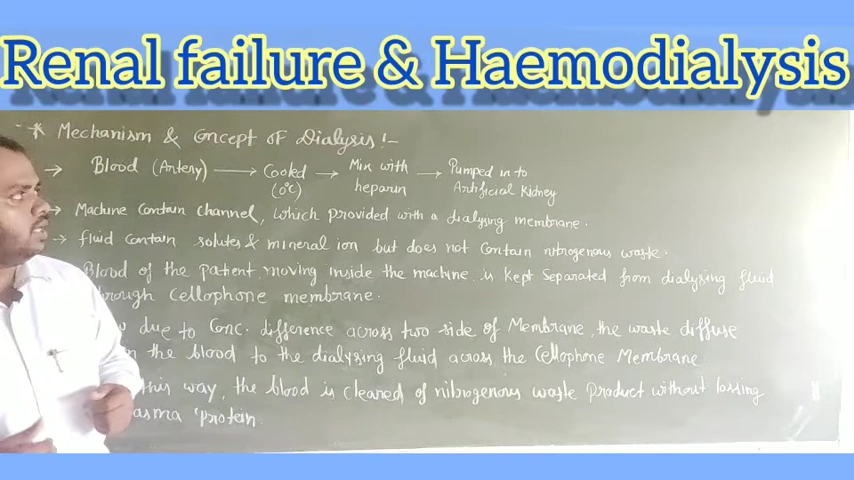 Renal failure & Haemodialysis
* Mechanism & Concept OF Dialysis :-
→ Blood (Artery) → Cooked (0°C) → Mix with heparin → Pumped in to Artificial Kidney
→ Machine Contain channel, which provided with a dialysing membrane.
→ fluid contain solutes & mineral ion but does not contain nitrogenous waste.
Blood of the patient moving inside the machine is kept separated from dialysing fluid
through Cellophone membrane.
due to Conc. difference across two side of Membrane, the waste diffuse
the blood to the dialysing fluid across the Cellophone Membrane
this way, the blood is cleared of nitrogenous waste product without lossing
asma protein.